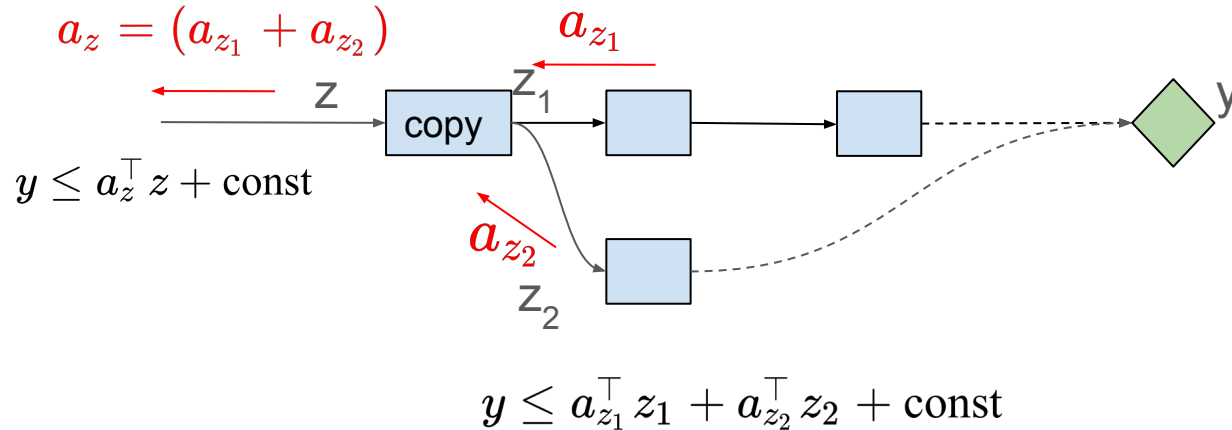 a_z = (a_{z_1} + a_{z_2})
a_{z_1}
z
copy
z_1
y
y ≤ a_z^⊤ z + const
a_{z_2}
z_2
y ≤ a_{z_1}^⊤ z_1 + a_{z_2}^⊤ z_2 + const